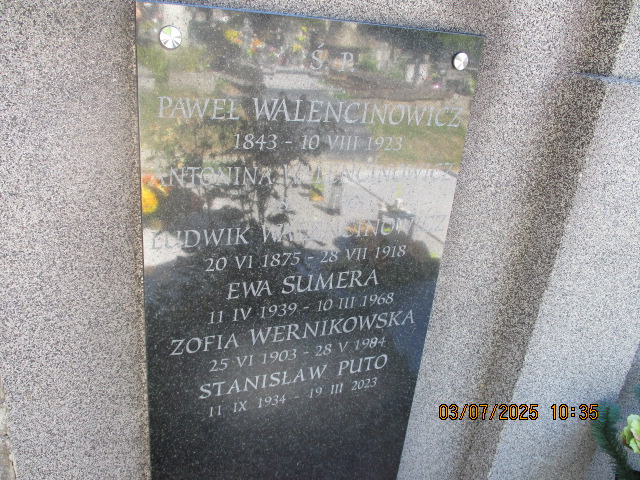 Ś. P.
PAWEŁ WALENCINOWICZ
1843 - 10 VIII 1923
ANTONINA
LUDWIK WALENCINOWICZ
20 VI 1875 - 28 VII 1918
EWA SUMERA
11 IV 1939 - 10 III 1968
ZOFIA WERNIKOWSKA
25 VI 1903 - 28 V 1984
STANISŁAW PUTO
11 IX 1934 - 19 III 2023
03/07/2025 10:35